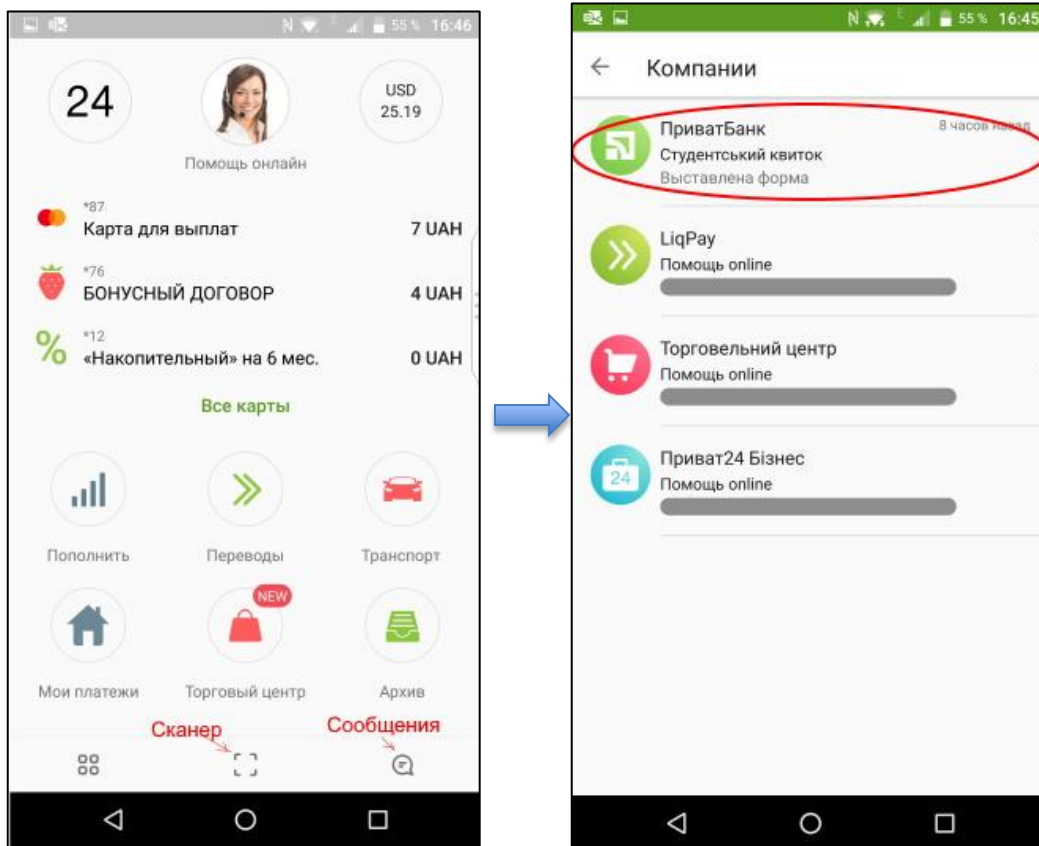 55 % 16:46
24
USD
25.19
Помощь онлайн
*87
Карта для выплат 7 UAH
*76
БОНУСНЫЙ ДОГОВОР 4 UAH
%
*12
«Накопительный» на 6 мес. 0 UAH
Все карты
Пополнить Переводы Транспорт
NEW
Мои платежи Торговый центр Архив
Сканер Сообщения
55 % 16:45
Компании
ПриватБанк 8 часов назад
Студентський квиток
Выставлена форма
LiqPay
Помощь online
Торговельний центр
Помощь online
Приват24 Бізнес
24
Помощь online